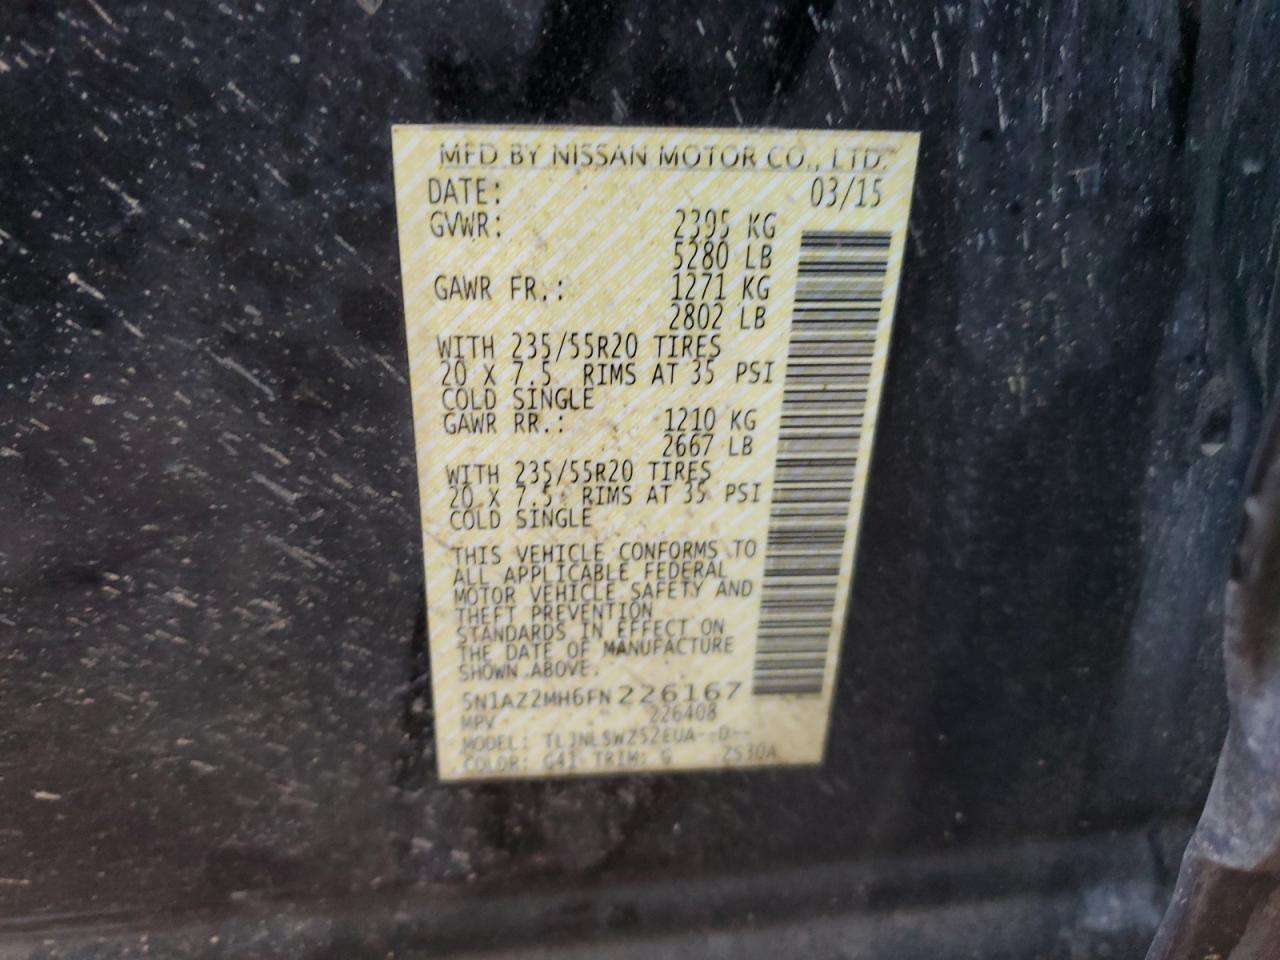 MFD BY NISSAN MOTOR CO., LTD.
DATE: 03/15
GVWR: 2395 KG
5280 LB
GAWR FR.: 1271 KG
2802 LB
WITH 235/55R20 TIRES
20 X 7.5 RIMS AT 35 PSI
COLD SINGLE
GAWR RR.: 1210 KG
2667 LB
WITH 235/55R20 TIRES
20 X 7.5 RIMS AT 35 PSI
COLD SINGLE
THIS VEHICLE CONFORMS TO
ALL APPLICABLE FEDERAL
MOTOR VEHICLE SAFETY AND
THEFT PREVENTION
STANDARDS IN EFFECT ON
THE DATE OF MANUFACTURE
SHOWN ABOVE.
5N1AZ2MH6FN226167
MPV 226408
MODEL: TLJNLSWZ52EUA--D--
COLOR: G41 TRIM: G Z530A